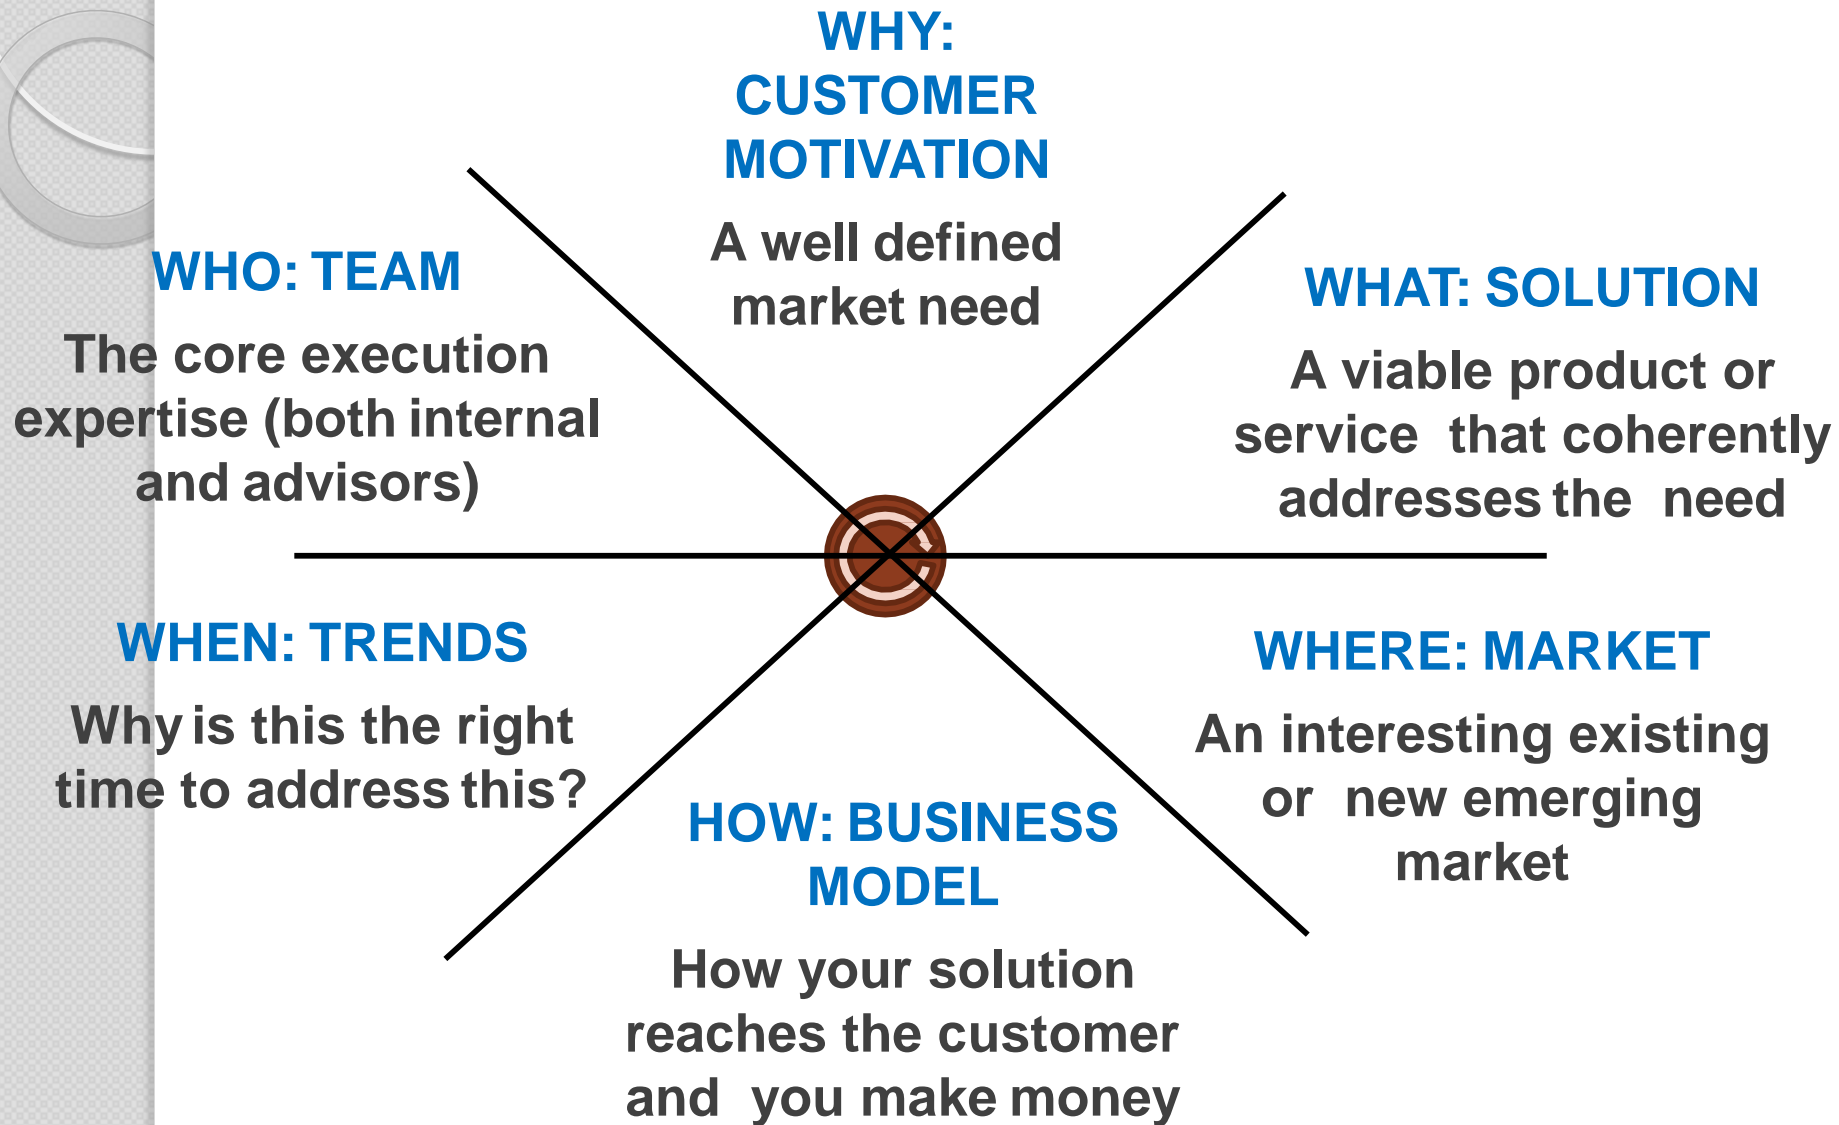 WHY:
CUSTOMER
MOTIVATION
A well defined
market need
WHAT: SOLUTION
A viable product or
service that coherently
addresses the need
WHERE: MARKET
An interesting existing
or new emerging
market
HOW: BUSINESS
MODEL
How your solution
reaches the customer
and you make money
WHEN: TRENDS
Why is this the right
time to address this?
WHO: TEAM
The core execution
expertise (both internal
and advisors)